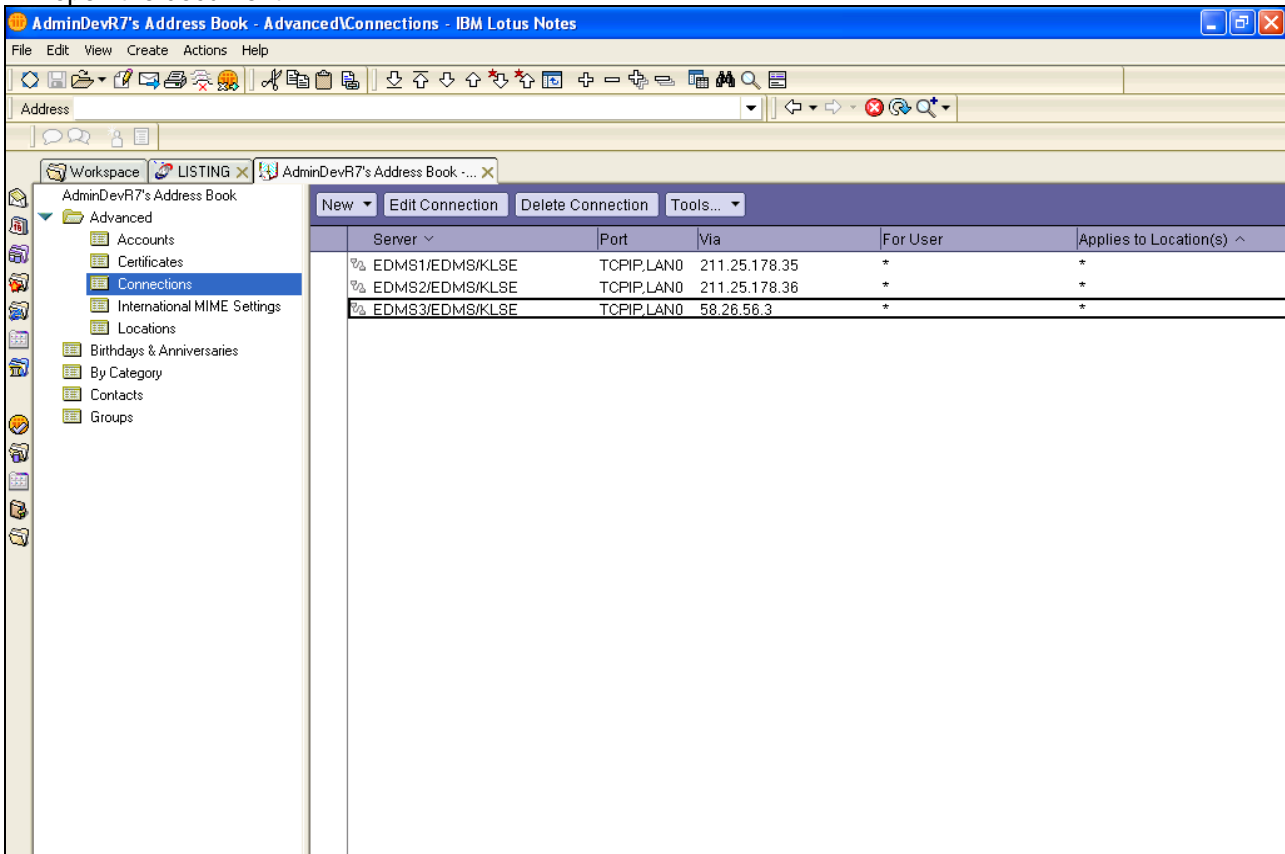 AdminDevR7's Address Book - Advanced\Connections - IBM Lotus Notes
File Edit View Create Actions Help
Address
Workspace LISTING AdminDevR7's Address Book -...
AdminDevR7's Address Book
Advanced
Accounts
Certificates
Connections
International MIME Settings
Locations
Birthdays & Anniversaries
By Category
Contacts
Groups
New Edit Connection Delete Connection Tools...
Server Port Via For User Applies to Location(s)
EDMS1/EDMS/KLSE TCPIP,LAN0 211.25.178.35 * *
EDMS2/EDMS/KLSE TCPIP,LAN0 211.25.178.36 * *
EDMS3/EDMS/KLSE TCPIP,LAN0 58.26.56.3 * *